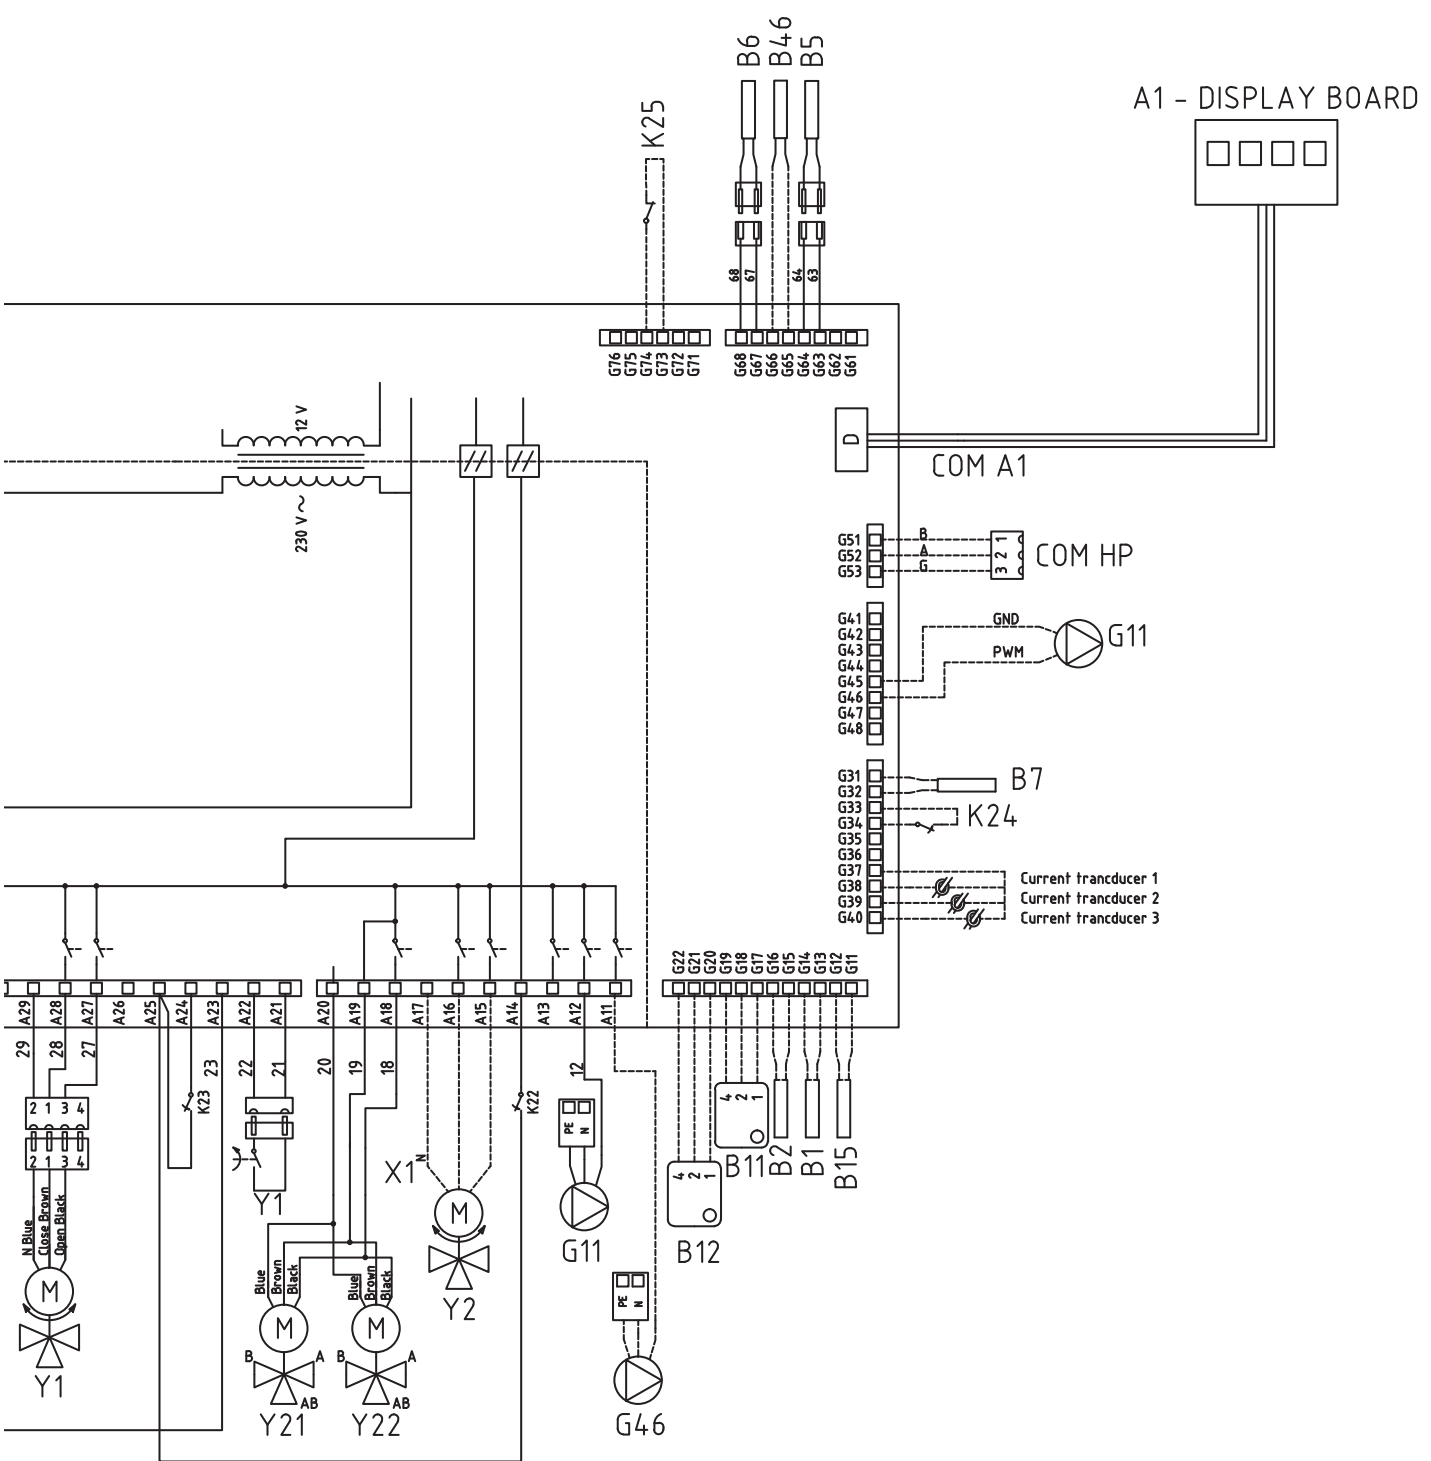 B6
B46
B5
K25
A1 - DISPLAY BOARD
68
67
64
63
G76
G75
G74
G73
G72
G71
G68
G67
G66
G65
G64
G63
G62
G61
12 V
230 V ~
D
COM A1
G51
G52
G53
B
A
G
1
2
3
COM HP
G41
G42
G43
G44
G45
G46
G47
G48
GND
PWM
G11
G31
G32
G33
G34
G35
G36
G37
G38
G39
G40
B7
K24
Current trancducer 1
Current trancducer 2
Current trancducer 3
G22
G21
G20
G19
G18
G17
G16
G15
G14
G13
G12
G11
A29
A28
A27
A26
A25
A24
A23
A22
A21
A20
A19
A18
A17
A16
A15
A14
A13
A12
A11
29
28
27
23
22
21
20
19
18
12
K23
K22
2 1 3 4
2 1 3 4
N Blue
Close Brown
Open Black
M
Y1
Y1
X1
N
M
Y2
PE
N
G11
4
2
1
B11
B2
B1
B15
4
2
1
B12
Blue
Brown
Black
Blue
Brown
Black
M
M
B
A
AB
B
A
AB
Y21
Y22
PE
N
G46